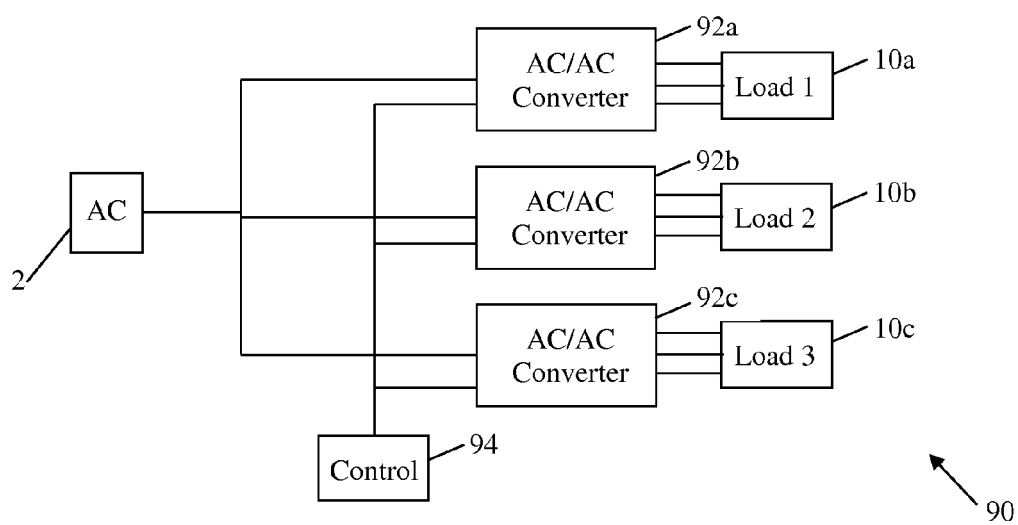 92a
AC/AC
Converter
Load 1
10a
92b
AC/AC
Converter
Load 2
10b
AC
2
92c
AC/AC
Converter
Load 3
10c
Control
94
90